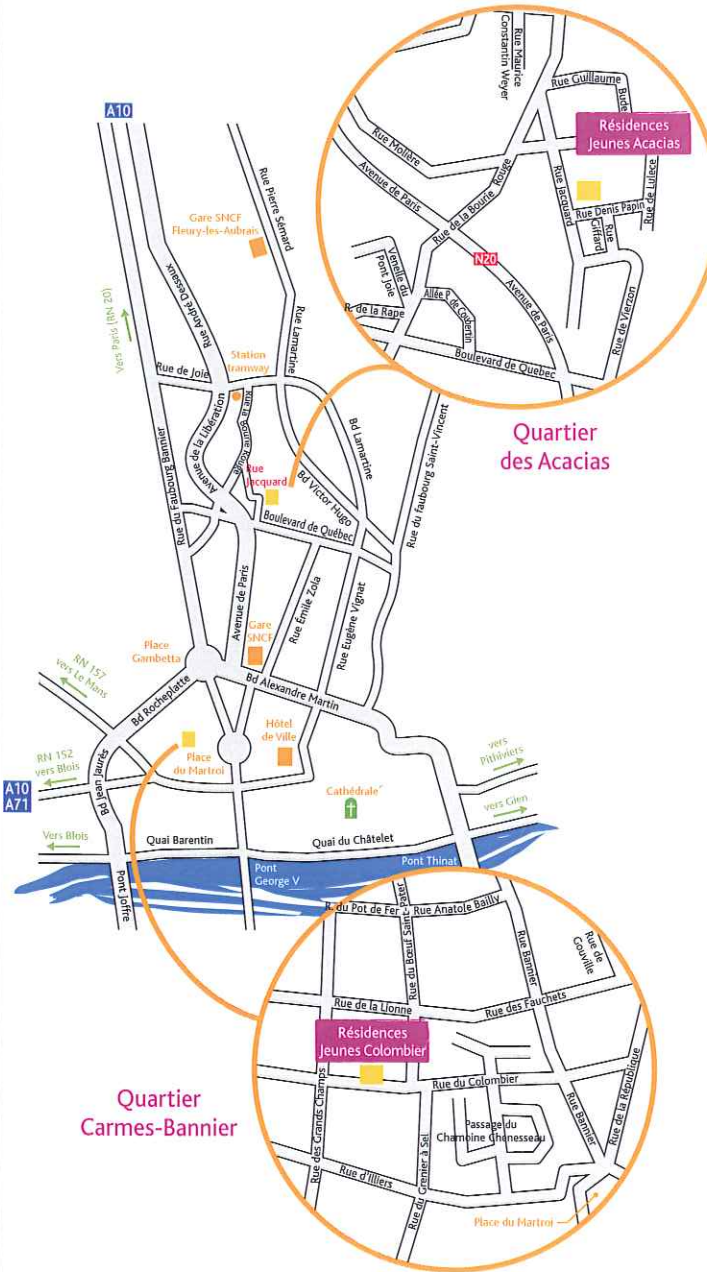 A10
Gare SNCF
Fleury-les-Aubrais
Rue Pierre Sémard
Vers Paris (RN 20)
Rue André Dessaux
Rue Lamartine
Station
tramway
Rue de Joie
Rue du Faubourg Bannier
Avenue de la Libération
Rue
Jacquard
Bd Lamartine
Bd Victor Hugo
Boulevard de Québec
Rue du faubourg Saint-Vincent
Avenue de Paris
Rue Émile Zola
Rue Eugène Vignat
Gare
SNCF
Place
Gambetta
Bd Alexandre Martin
Bd Rocheplatte
RN 157
vers Le Mans
Hôtel
de Ville
Place
du Martroi
RN 152
vers Blois
A10
A71
Bd Jean Jaurès
Cathédrale
vers
Pithiviers
vers Gien
Vers Blois
Quai Barentin
Quai du Châtelet
Pont
George V
Pont Thinat
Pont Joffre
Rue Maurice
Constantin Weyer
Rue Guillaume
Bude
Résidences
Jeunes Acacias
Rue Molière
Avenue de Paris
Rue de la Bourie Rouge
Rue Jacquard
Rue de Lulece
Rue Denis Papin
Rue
Giffard
N20
Venelle du
Pont Joie
Allée P. de Coubertin
R. de la Rape
Avenue de Paris
Boulevard de Quebec
Rue de Vierzon
Quartier
des Acacias
R. du Pot de Fer
Rue du Bœuf Saint-Pater
Rue Anatole Bailly
Rue Bannier
Rue de
Gouville
Rue de la Lionne
Rue des Fauchets
Résidences
Jeunes Colombier
Rue du Colombier
Rue de la République
Rue Bannier
Rue des Grands Champs
Passage du
Chanoine Chenesseau
Rue d'Illiers
Rue du Grenier à Sel
Place du Martroi
Quartier
Carmes-Bannier